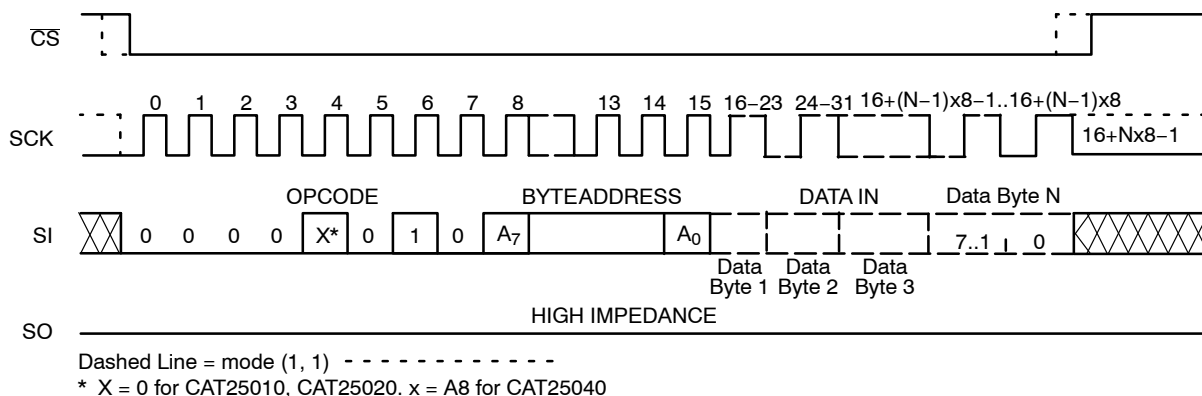 CS
0 1 2 3 4 5 6 7 8 13 14 15 16−23 24−31 16+(N−1)x8−1..16+(N−1)x8
SCK
16+Nx8−1
OPCODE BYTEADDRESS DATA IN Data Byte N
SI 0 0 0 0 X* 0 1 0 A7 A0 7..1 0
Data Byte 1 Data Byte 2 Data Byte 3
HIGH IMPEDANCE
SO
Dashed Line = mode (1, 1)
* X = 0 for CAT25010, CAT25020. x = A8 for CAT25040